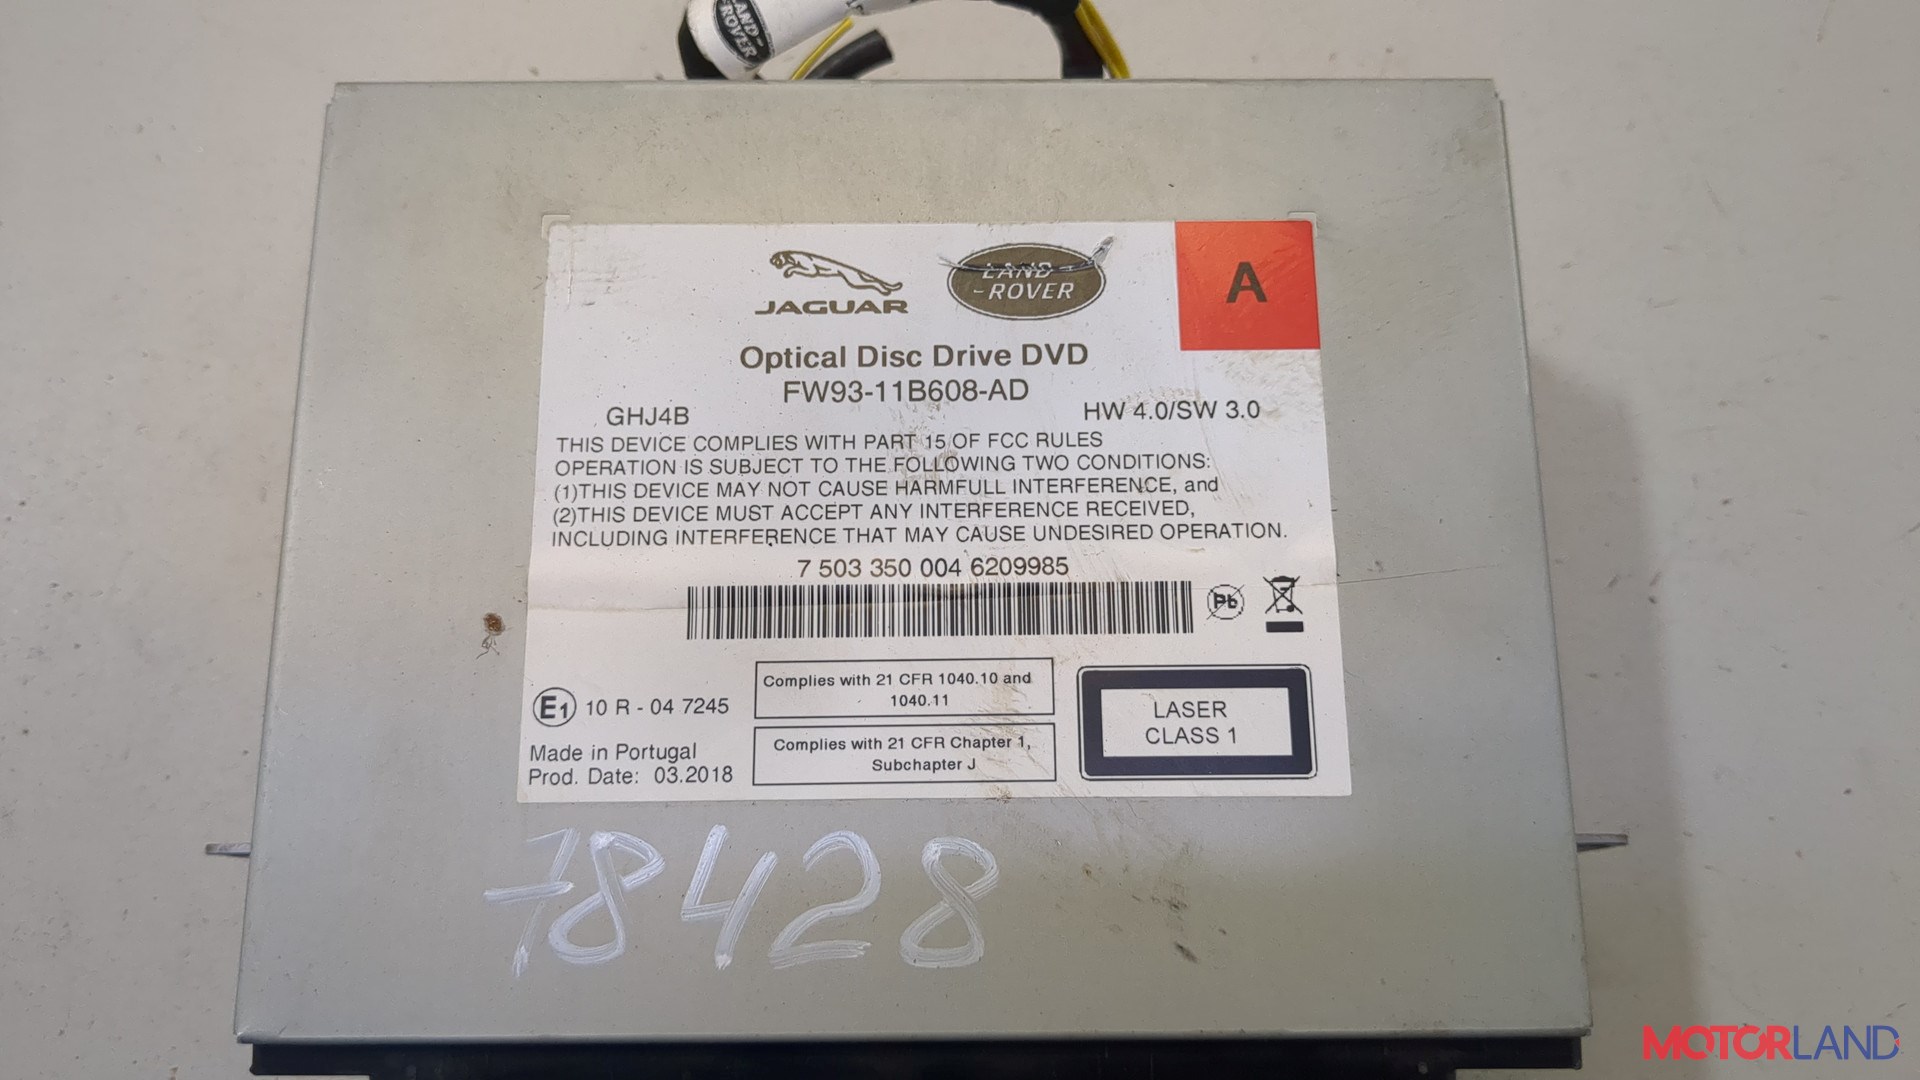 LAND-
ROVER
JAGUAR
LAND
-ROVER
A
Optical Disc Drive DVD
FW93-11B608-AD
GHJ4B
HW 4.0/SW 3.0
THIS DEVICE COMPLIES WITH PART 15 OF FCC RULES
OPERATION IS SUBJECT TO THE FOLLOWING TWO CONDITIONS:
(1)THIS DEVICE MAY NOT CAUSE HARMFULL INTERFERENCE, and
(2)THIS DEVICE MUST ACCEPT ANY INTERFERENCE RECEIVED,
INCLUDING INTERFERENCE THAT MAY CAUSE UNDESIRED OPERATION.
7 503 350 004 6209985
Pb
E1 10 R - 04 7245
Made in Portugal
Prod. Date: 03.2018
Complies with 21 CFR 1040.10 and
1040.11
Complies with 21 CFR Chapter 1,
Subchapter J
LASER
CLASS 1
78428
MOTORLAND